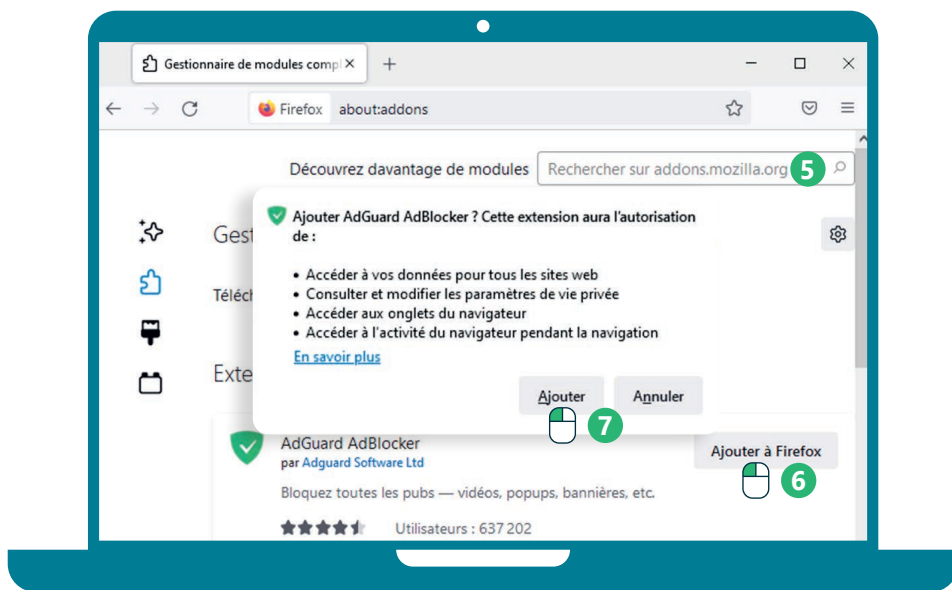 Gestionnaire de modules comp
Firefox about:addons
Découvrez davantage de modules Rechercher sur addons.mozilla.org 5
Ajouter AdGuard AdBlocker ? Cette extension aura l'autorisation
de :
Gest
• Accéder à vos données pour tous les sites web
• Consulter et modifier les paramètres de vie privée
Téléch
• Accéder aux onglets du navigateur
• Accéder à l'activité du navigateur pendant la navigation
En savoir plus
Exte
Ajouter Annuler
7
AdGuard AdBlocker
Ajouter à Firefox
par Adguard Software Ltd
6
Bloquez toutes les pubs — vidéos, popups, bannières, etc.
Utilisateurs : 637 202